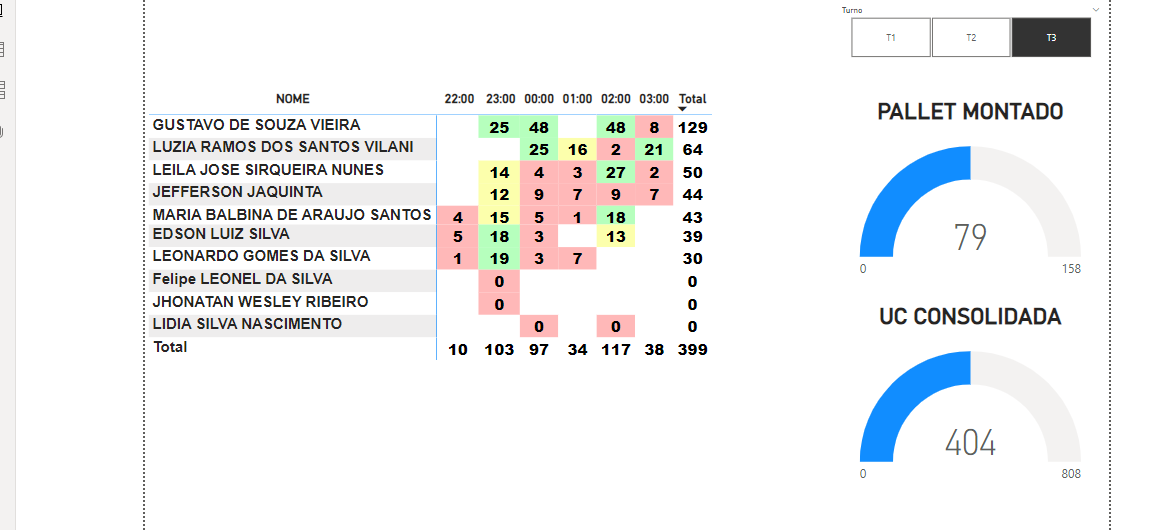 Turno
T1 T2 T3
NOME 22:00 23:00 00:00 01:00 02:00 03:00 Total
GUSTAVO DE SOUZA VIEIRA 25 48 48 8 129
LUZIA RAMOS DOS SANTOS VILANI 25 16 2 21 64
LEILA JOSE SIRQUEIRA NUNES 14 4 3 27 2 50
JEFFERSON JAQUINTA 12 9 7 9 7 44
MARIA BALBINA DE ARAUJO SANTOS 4 15 5 1 18 43
EDSON LUIZ SILVA 5 18 3 13 39
LEONARDO GOMES DA SILVA 1 19 3 7 30
Felipe LEONEL DA SILVA 0 0
JHONATAN WESLEY RIBEIRO 0 0
LIDIA SILVA NASCIMENTO 0 0 0
Total 10 103 97 34 117 38 399
PALLET MONTADO
79
0 158
UC CONSOLIDADA
404
0 808